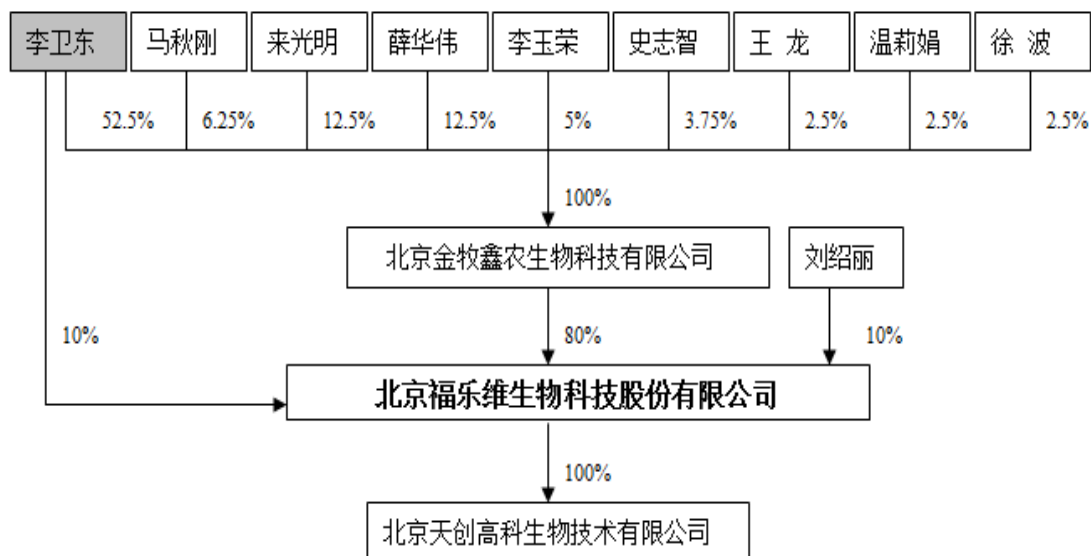 李卫东 马秋刚 来光明 薛华伟 李玉荣 史志智 王 龙 温莉娟 徐 波
52.5% 6.25% 12.5% 12.5% 5% 3.75% 2.5% 2.5% 2.5%
100%
北京金牧鑫农生物科技有限公司 刘绍丽
10% 80% 10%
北京福乐维生物科技股份有限公司
100%
北京天创高科生物技术有限公司